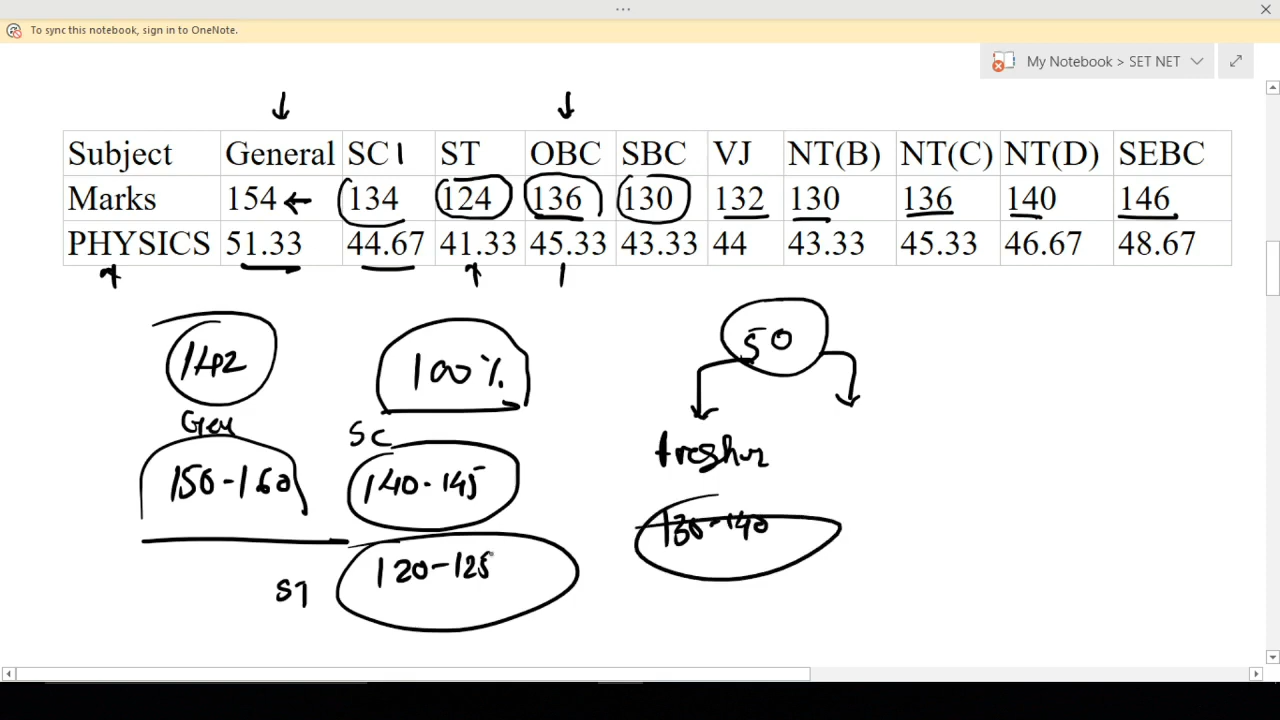 To sync this notebook, sign in to OneNote.
My Notebook > SET NET
Subject General SC ST OBC SBC VJ NT(B) NT(C) NT(D) SEBC
Marks 154 134 124 136 130 132 130 136 140 146
PHYSICS 51.33 44.67 41.33 45.33 43.33 44 43.33 45.33 46.67 48.67
142 100% 50
Gen SC fresher
150-160 140-145 130-140
ST 120-125